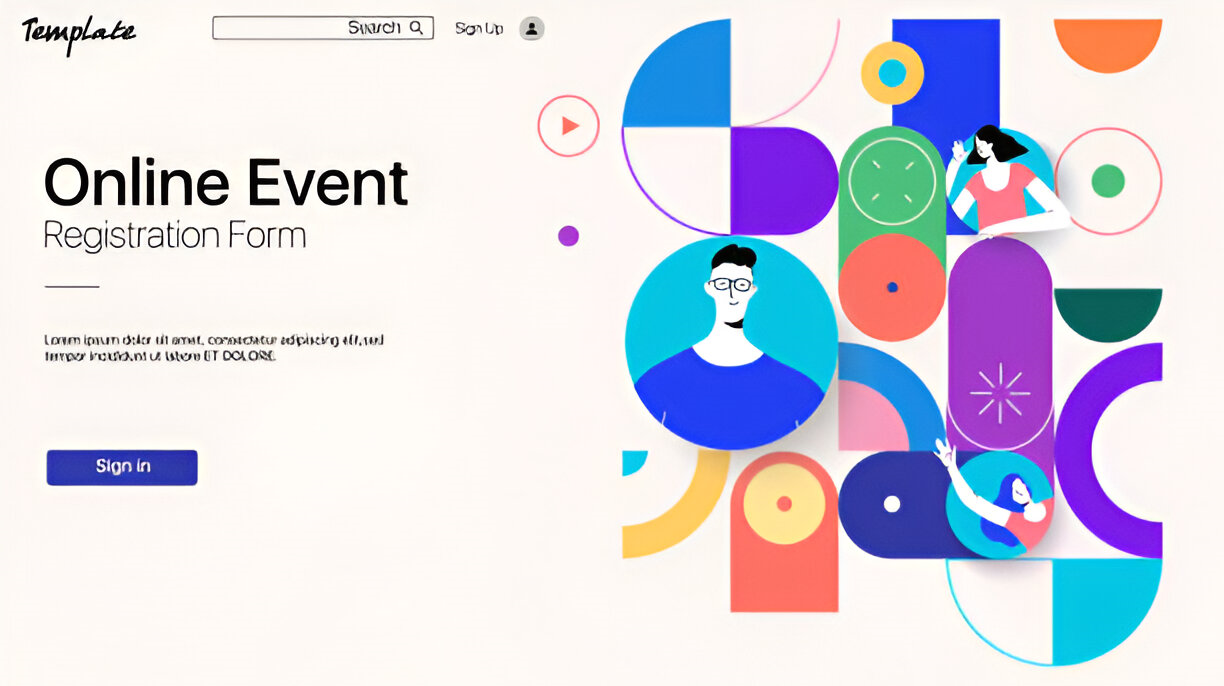 Template
Search
Sign Up
Online Event
Registration Form
Lorem ipsum dolor sit amet, consectetur adipiscing elit, sed
tempor incididunt ut labore ET DOLORE.
Sign in